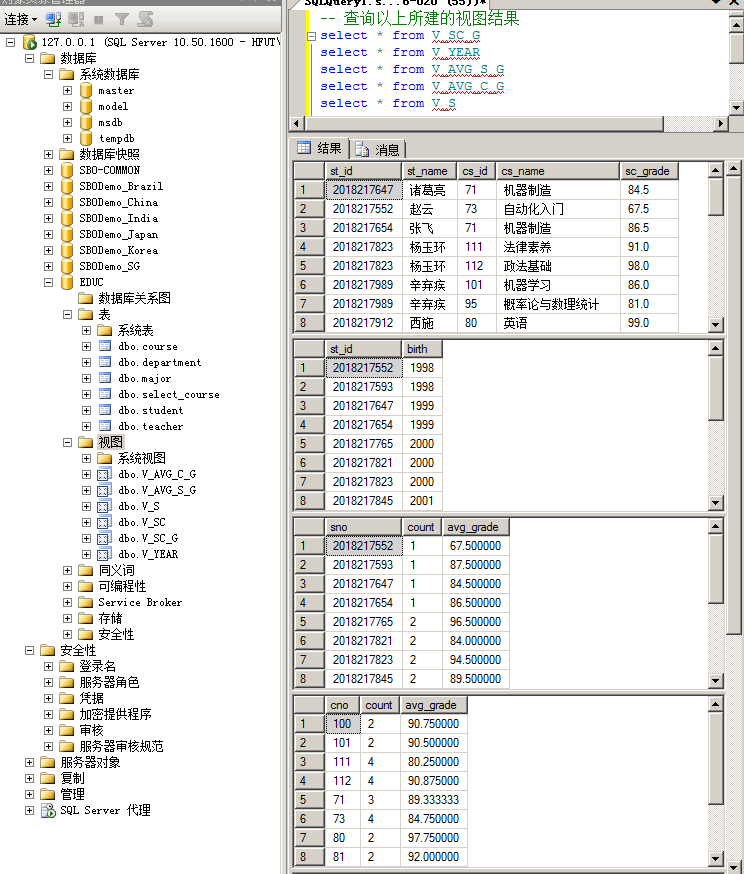 连接
127.0.0.1 (SQL Server 10.50.1600 - HFUT\
数据库
系统数据库
master
model
msdb
tempdb
数据库快照
SBO-COMMON
SBODemo_Brazil
SBODemo_China
SBODemo_India
SBODemo_Japan
SBODemo_Korea
SBODemo_SG
EDUC
数据库关系图
表
系统表
dbo.course
dbo.department
dbo.major
dbo.select_course
dbo.student
dbo.teacher
视图
系统视图
dbo.V_AVG_C_G
dbo.V_AVG_S_G
dbo.V_S
dbo.V_SC
dbo.V_SC_G
dbo.V_YEAR
同义词
可编程性
Service Broker
存储
安全性
安全性
登录名
服务器角色
凭据
加密提供程序
审核
服务器审核规范
服务器对象
复制
管理
SQL Server 代理
-- 查询以上所建的视图结果
select * from V_SC_G
select * from V_YEAR
select * from V_AVG_S_G
select * from V_AVG_C_G
select * from V_S
结果 消息
st_id st_name cs_id cs_name sc_grade
1 2018217647 诸葛亮 71 机器制造 84.5
2 2018217552 赵云 73 自动化入门 67.5
3 2018217654 张飞 71 机器制造 86.5
4 2018217823 杨玉环 111 法律素养 91.0
5 2018217823 杨玉环 112 政法基础 98.0
6 2018217989 辛弃疾 101 机器学习 86.0
7 2018217989 辛弃疾 95 概率论与数理统计 81.0
8 2018217912 西施 80 英语 99.0
st_id birth
1 2018217552 1998
2 2018217593 1998
3 2018217647 1999
4 2018217654 1999
5 2018217765 2000
6 2018217821 2000
7 2018217823 2000
8 2018217845 2001
sno count avg_grade
1 2018217552 1 67.500000
2 2018217593 1 87.500000
3 2018217647 1 84.500000
4 2018217654 1 86.500000
5 2018217765 2 96.500000
6 2018217821 2 84.000000
7 2018217823 2 94.500000
8 2018217845 2 89.500000
cno count avg_grade
1 100 2 90.750000
2 101 2 90.500000
3 111 4 80.250000
4 112 4 90.875000
5 71 3 89.333333
6 73 4 84.750000
7 80 2 97.750000
8 81 2 92.000000